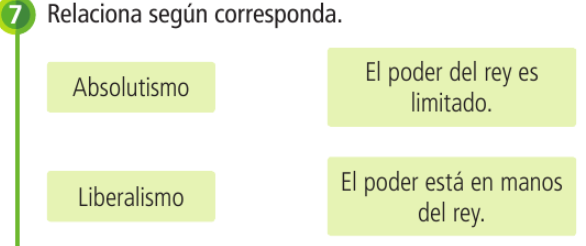 7 Relaciona según corresponda.
Absolutismo
El poder del rey es
limitado.
Liberalismo
El poder está en manos
del rey.